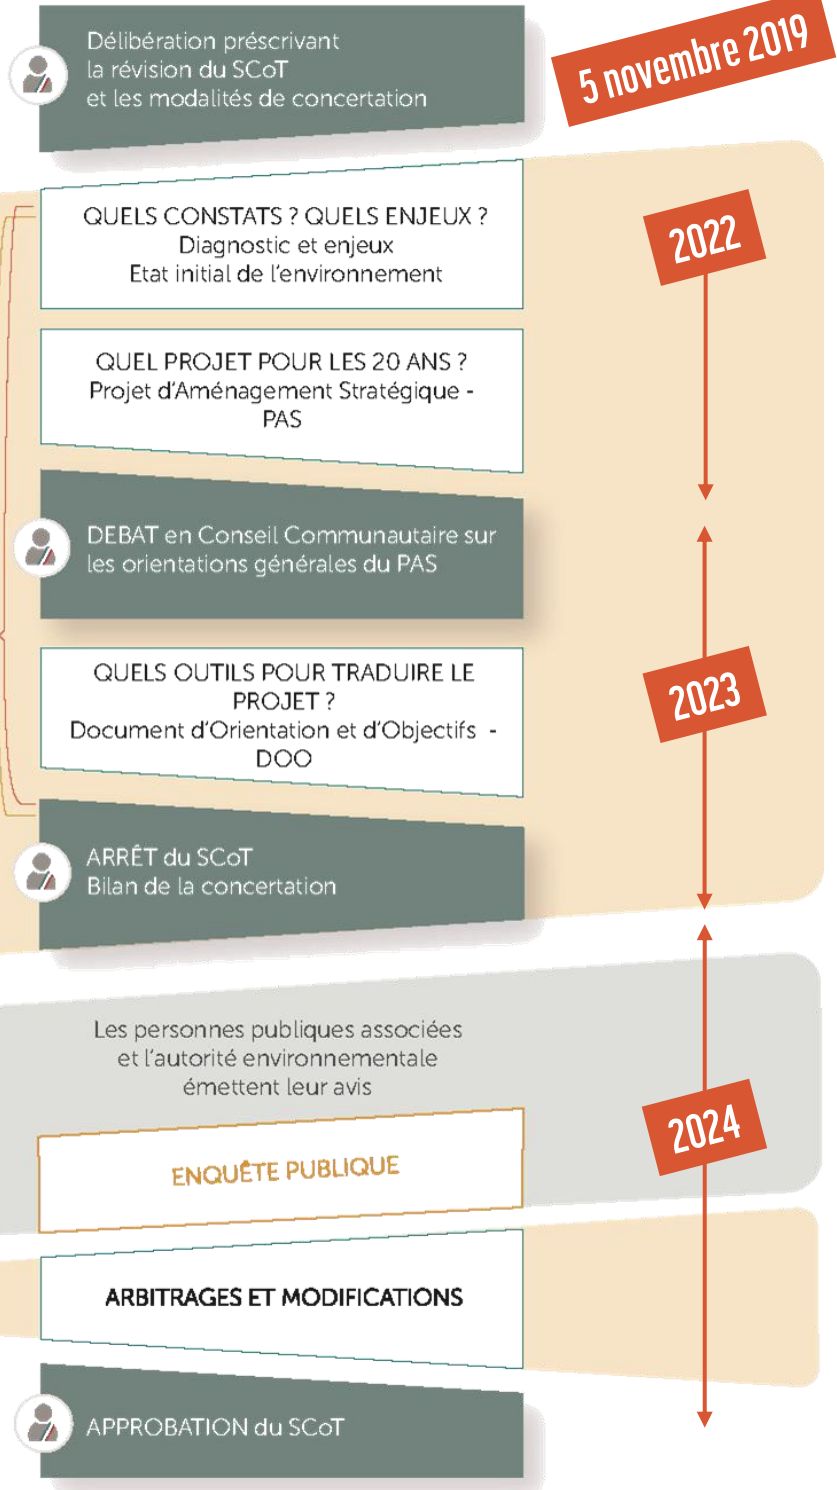 Délibération préscrivant
la révision du SCoT
et les modalités de concertation
5 novembre 2019
QUELS CONSTATS ? QUELS ENJEUX ?
Diagnostic et enjeux
Etat initial de l'environnement
2022
QUEL PROJET POUR LES 20 ANS ?
Projet d'Aménagement Stratégique -
PAS
DEBAT en Conseil Communautaire sur
les orientations générales du PAS
QUELS OUTILS POUR TRADUIRE LE
PROJET ?
Document d'Orientation et d'Objectifs -
DOO
2023
ARRÊT du SCoT
Bilan de la concertation
Les personnes publiques associées
et l'autorité environnementale
émettent leur avis
ENQUÊTE PUBLIQUE
2024
ARBITRAGES ET MODIFICATIONS
APPROBATION du SCoT